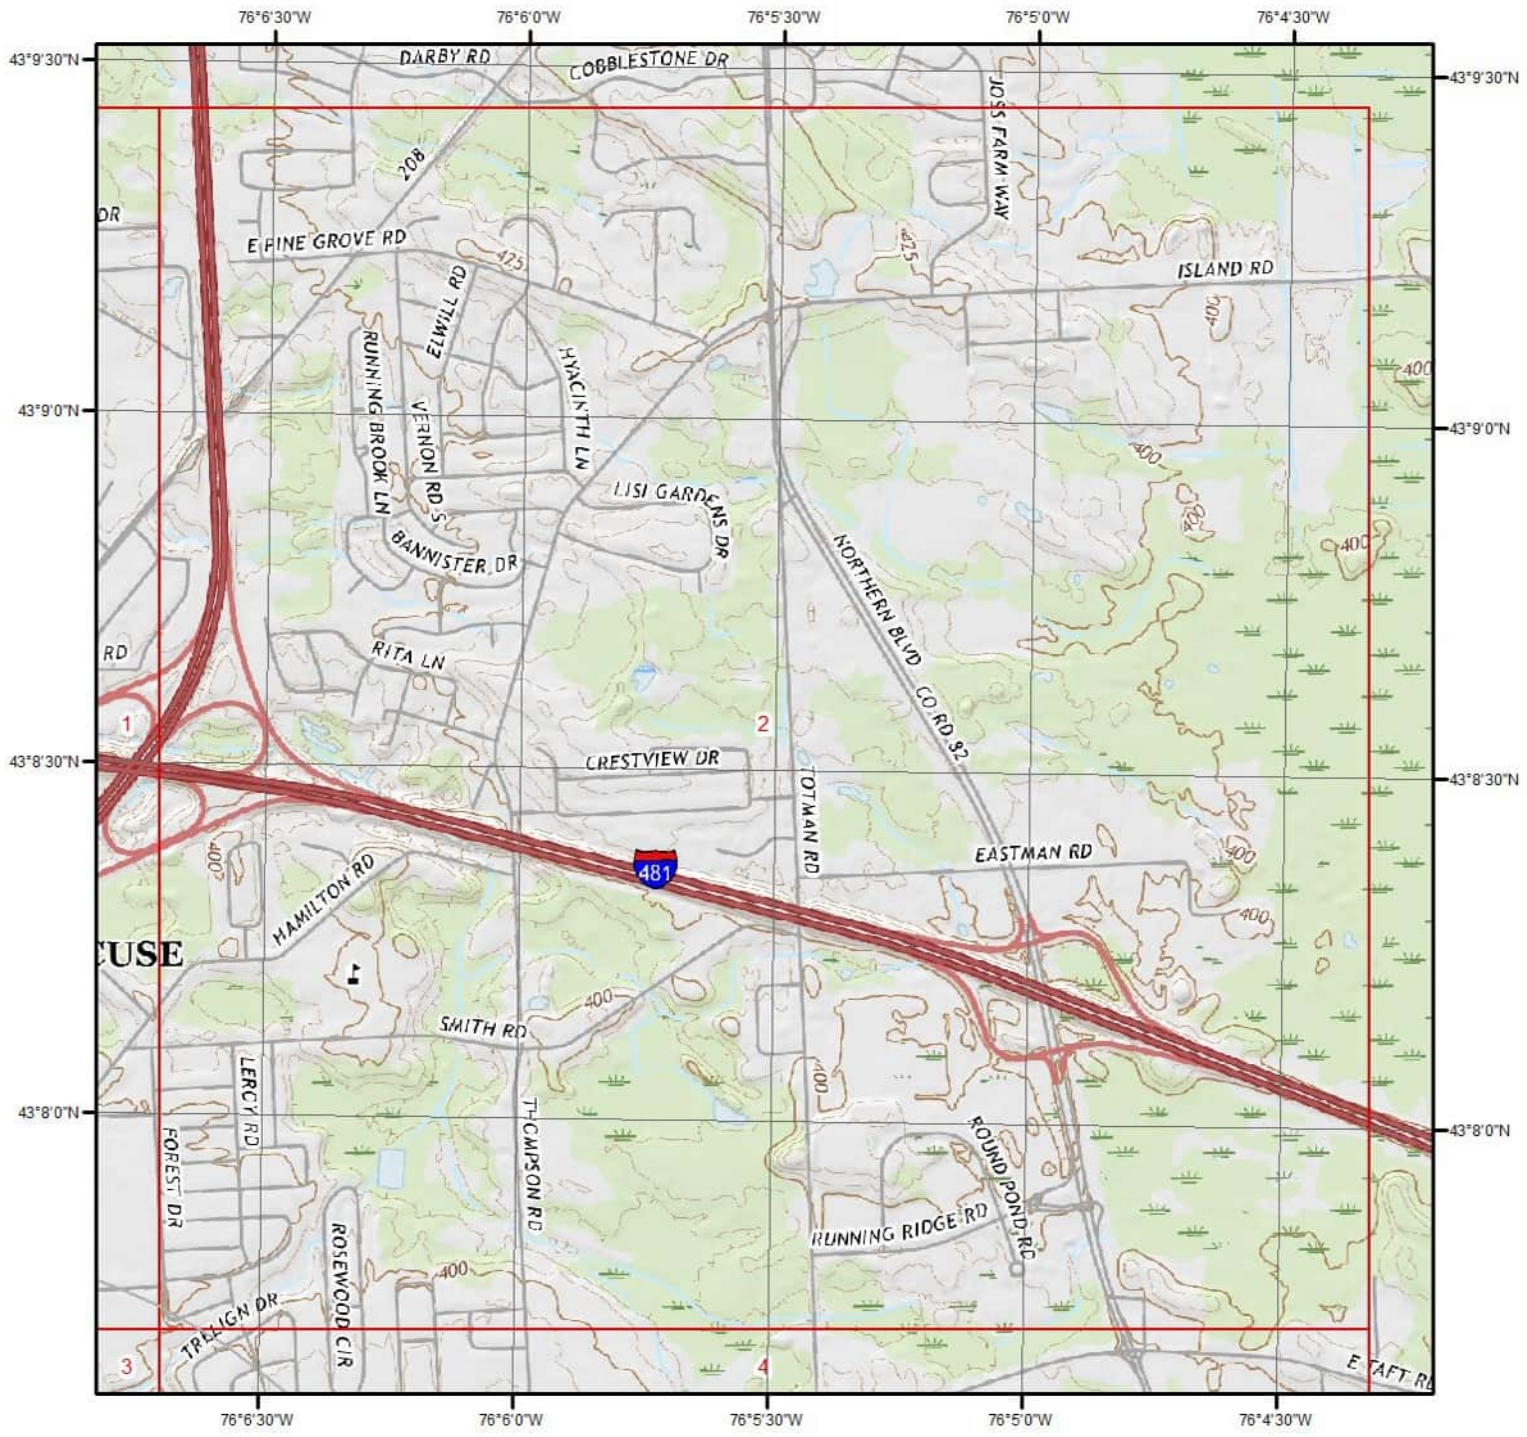 76°6'30"W 76°6'0"W 76°5'30"W 76°5'0"W 76°4'30"W
43°9'30"N
43°9'30"N
DARBY RD
COBBLESTONE DR
JOSS FARM WAY
208
DR
E PINE GROVE RD
425
425
ISLAND RD
ELWILL RD
400
RUNNING BROOK LN
HYACINTH LN
400
VERNON RD S
43°9'0"N
43°9'0"N
400
LISI GARDENS DR
400
BANNISTER DR
NORTHERN BLVD
400
RD
RITA LN
CO RD 82
1
2
43°8'30"N
CRESTVIEW DR
43°8'30"N
TOTMAN RD
400
481
EASTMAN RD
400
HAMILTON RD
400
CUSE
400
SMITH RD
LERCY RD
400
43°8'0"N
THOMPSON RD
ROUND POND RD
43°8'0"N
FOREST DR
RUNNING RIDGE RD
ROSEWOOD CIR
400
TRELIGN DR
3
4
E TAFT RD
76°6'30"W 76°6'0"W 76°5'30"W 76°5'0"W 76°4'30"W